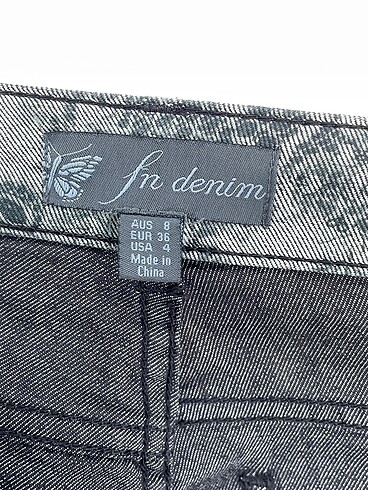 fn denim
AUS 8
EUR 36
USA 4
Made in
China